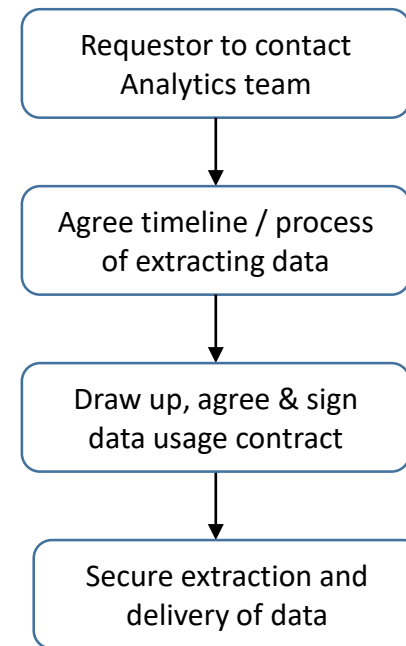 Requestor to contact
Analytics team
Agree timeline / process
of extracting data
Draw up, agree & sign
data usage contract
Secure extraction and
delivery of data